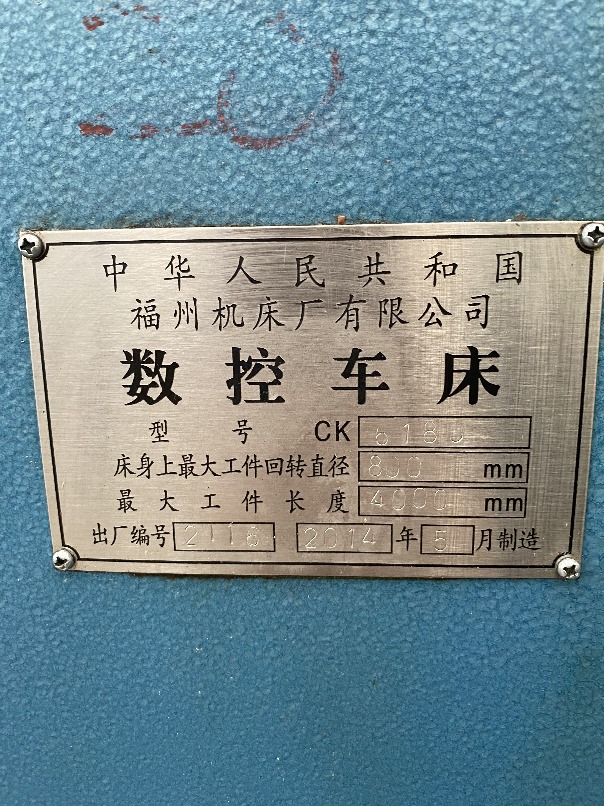 中华人民共和国
福州机床厂有限公司
数控车床
型号 CK 6180
床身上最大工件回转直径 800 mm
最大工件长度 4000 mm
出厂编号 2116 2014 年 5 月制造